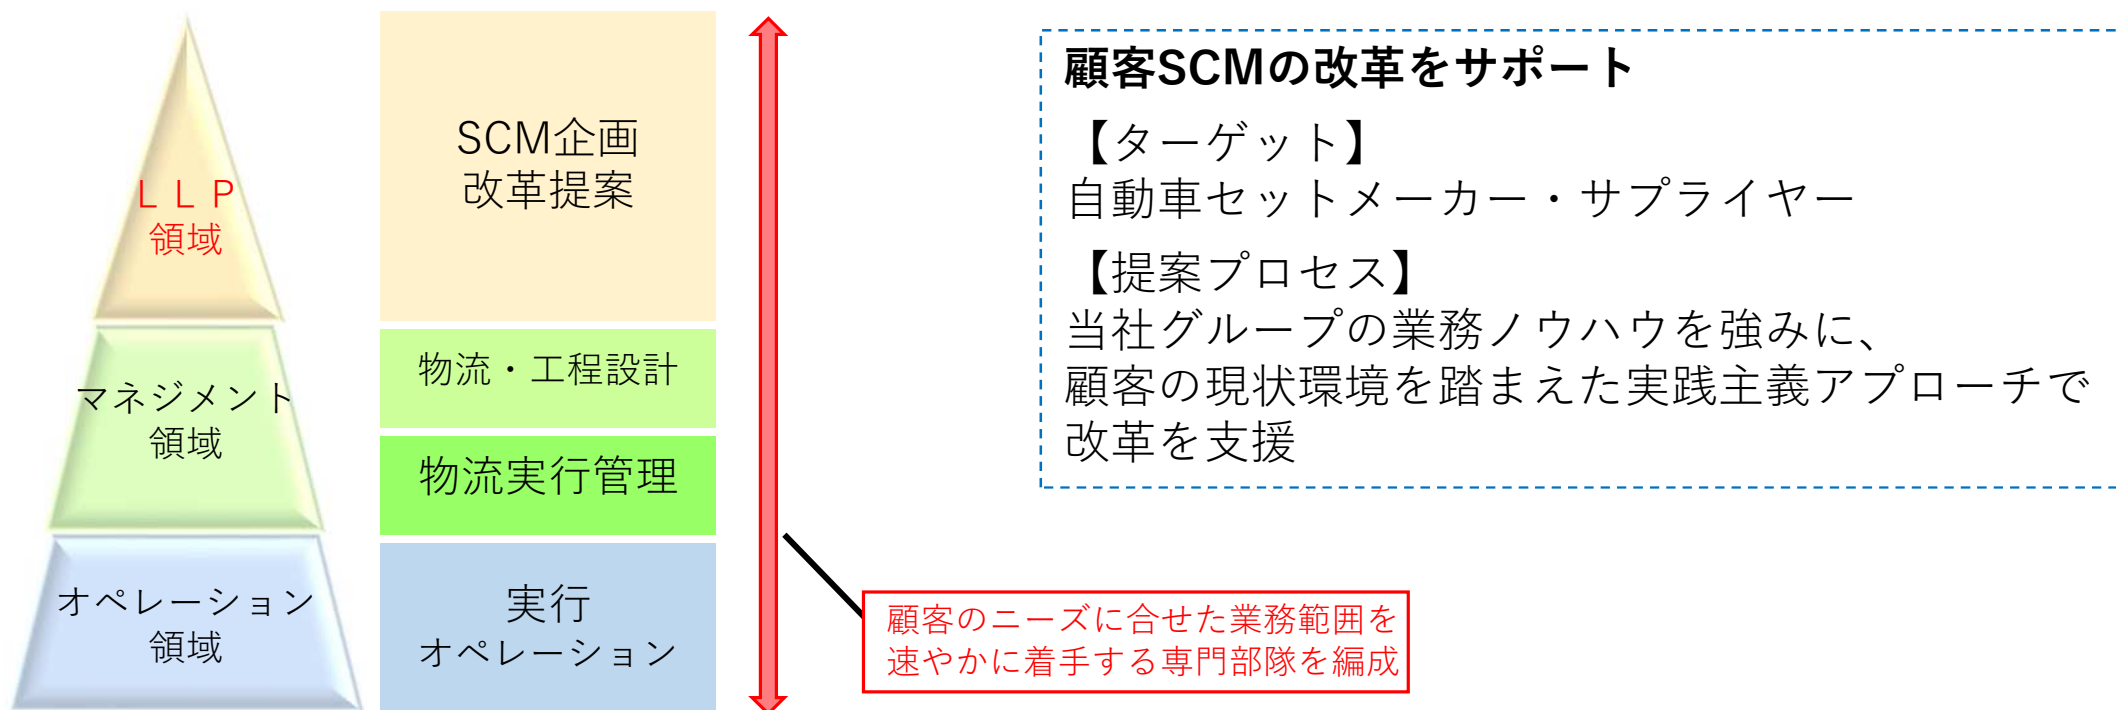 ＬＬＰ
領域
マネジメント
領域
オペレーション
領域
SCM企画
改革提案
物流・工程設計
物流実行管理
実行
オペレーション
顧客SCMの改革をサポート
【ターゲット】
自動車セットメーカー・サプライヤー
【提案プロセス】
当社グループの業務ノウハウを強みに、
顧客の現状環境を踏まえた実践主義アプローチで
改革を支援
顧客のニーズに合せた業務範囲を
速やかに着手する専門部隊を編成